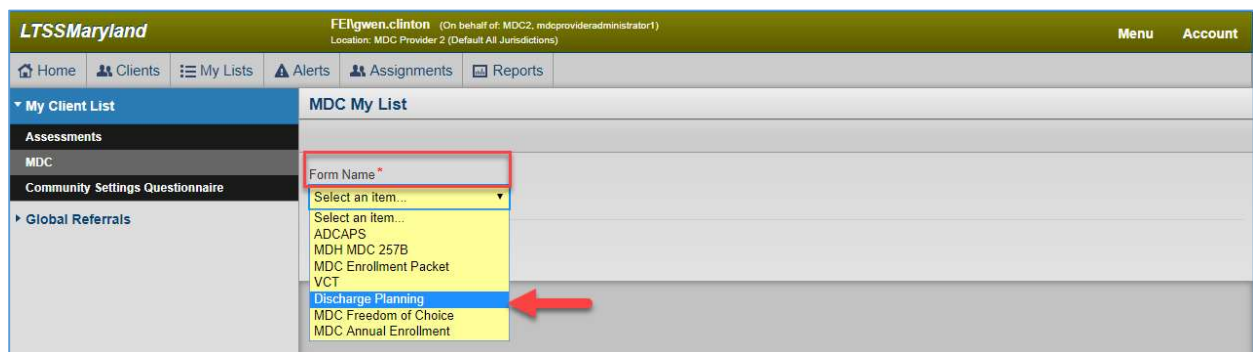 LTSSMaryland
FEI\gwen.clinton (On behalf of: MDC2, mdcprovideradministrator1)
Location: MDC Provider 2 (Default All Jurisdictions)
Menu Account
Home Clients My Lists Alerts Assignments Reports
My Client List
MDC My List
Assessments
MDC
Community Settings Questionnaire
Global Referrals
Form Name*
Select an item...
Select an item...
ADCAPS
MDH MDC 257B
MDC Enrollment Packet
VCT
Discharge Planning
MDC Freedom of Choice
MDC Annual Enrollment